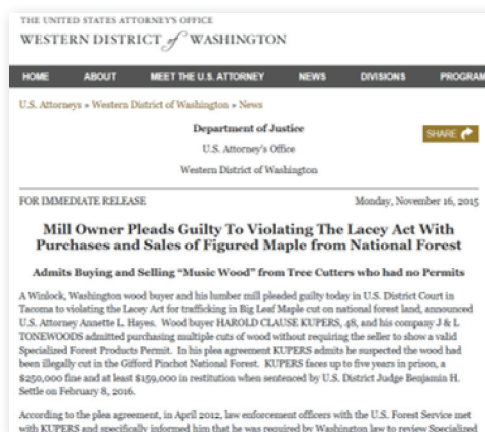 THE UNITED STATES ATTORNEY'S OFFICE
WESTERN DISTRICT of WASHINGTON
HOME ABOUT MEET THE U.S. ATTORNEY NEWS DIVISIONS PROGRAM
U.S. Attorneys » Western District of Washington » News
Department of Justice
SHARE
U.S. Attorney's Office
Western District of Washington
FOR IMMEDIATE RELEASE Monday, November 16, 2015
Mill Owner Pleads Guilty To Violating The Lacey Act With
Purchases and Sales of Figured Maple from National Forest
Admits Buying and Selling “Music Wood” from Tree Cutters who had no Permits
A Winlock, Washington wood buyer and his lumber mill pleaded guilty today in U.S. District Court in
Tacoma to violating the Lacey Act for trafficking in Big Leaf Maple cut on national forest land, announced
U.S. Attorney Annette L. Hayes. Wood buyer HAROLD CLAUSE KUPERS, 48, and his company J & L
TONEWOODS admitted purchasing multiple cuts of wood without requiring the seller to show a valid
Specialized Forest Products Permit. In his plea agreement KUPERS admits he suspected the wood had
been illegally cut in the Gifford Pinchot National Forest. KUPERS faces up to five years in prison, a
$250,000 fine and at least $159,000 in restitution when sentenced by U.S. District Judge Benjamin H.
Settle on February 8, 2016.
According to the plea agreement, in April 2012, law enforcement officers with the U.S. Forest Service met
with KUPERS and specifically informed him that he was required by Washington law to review Specialized